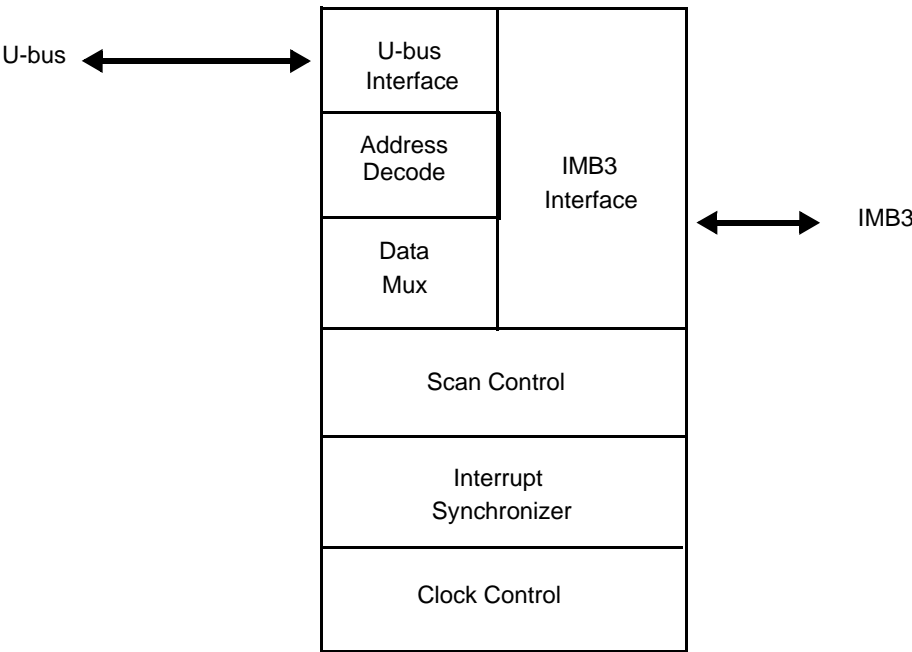 U-bus
U-bus
Interface
Address
Decode
IMB3
Interface
IMB3
Data
Mux
Scan Control
Interrupt
Synchronizer
Clock Control